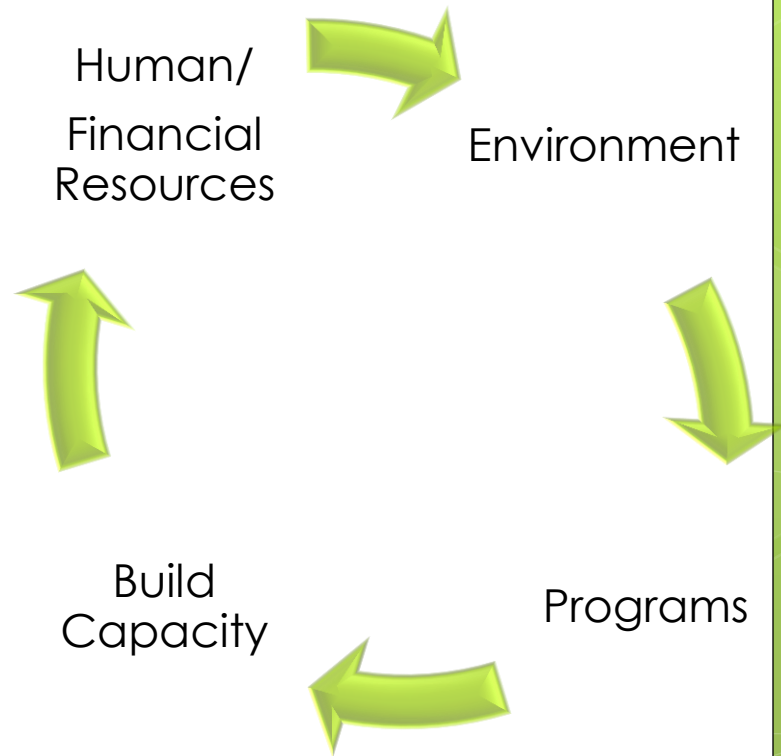 Human/
Financial
Resources
Environment
Programs
Build
Capacity